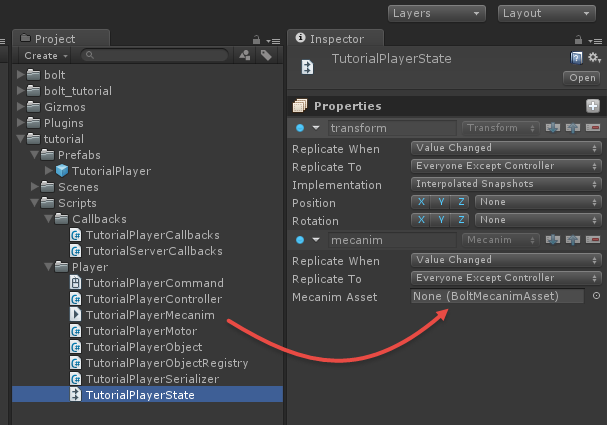 Layers Layout
Project
Create
bolt
bolt_tutorial
Gizmos
Plugins
tutorial
Prefabs
TutorialPlayer
Scenes
Scripts
Callbacks
TutorialPlayerCallbacks
TutorialServerCallbacks
Player
TutorialPlayerCommand
TutorialPlayerController
TutorialPlayerMecanim
TutorialPlayerMotor
TutorialPlayerObject
TutorialPlayerObjectRegistry
TutorialPlayerSerializer
TutorialPlayerState
Inspector
TutorialPlayerState
Open
Properties
transform Transform
Replicate When Value Changed
Replicate To Everyone Except Controller
Implementation Interpolated Snapshots
Position X Y Z None
Rotation X Y Z None
mecanim Mecanim
Replicate When Value Changed
Replicate To Everyone Except Controller
Mecanim Asset None (BoltMecanimAsset)